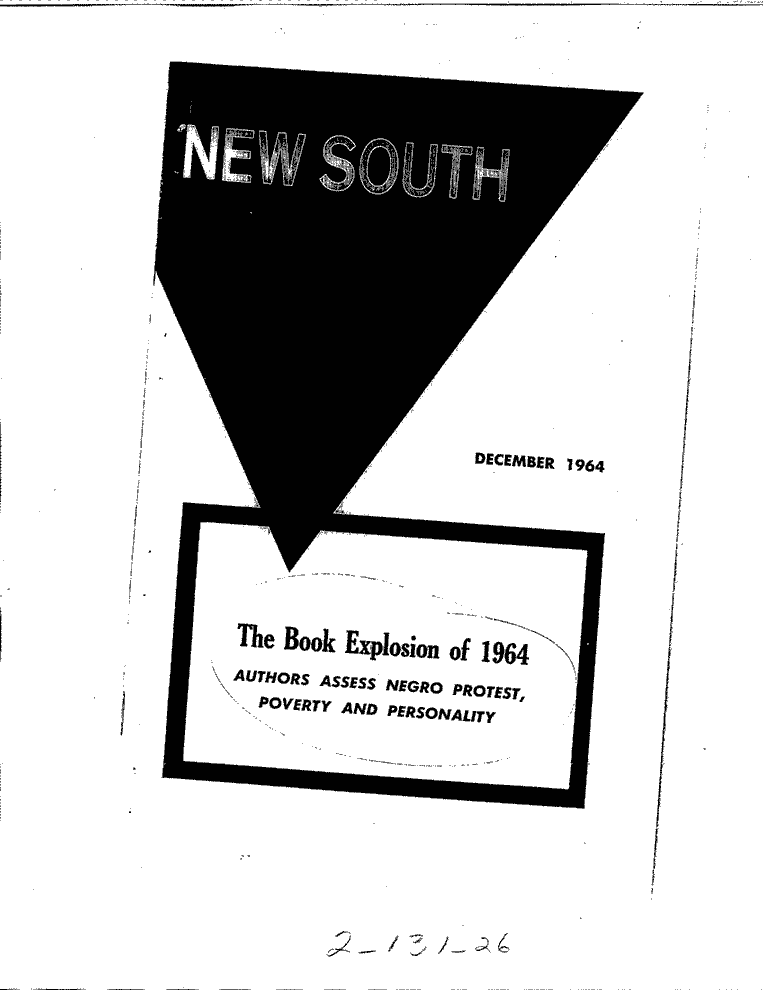 NEW SOUTH
DECEMBER 1964
The Book Explosion of 1964
AUTHORS ASSESS NEGRO PROTEST,
POVERTY AND PERSONALITY
2-131-26